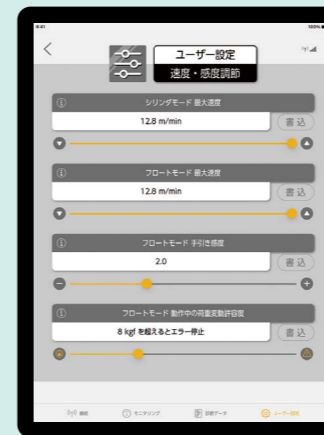 9:41
100%
ユーザー設定
速度・感度調節
シリンダモード 最大速度
12.8 m/min
書込
フロートモード 最大速度
12.8 m/min
書込
フロートモード 手引き感度
2.0
書込
フロートモード 動作中の荷重変動許容度
8 kgf を超えるとエラー停止
書込
接続
モニタリング
診断データ
ユーザー設定